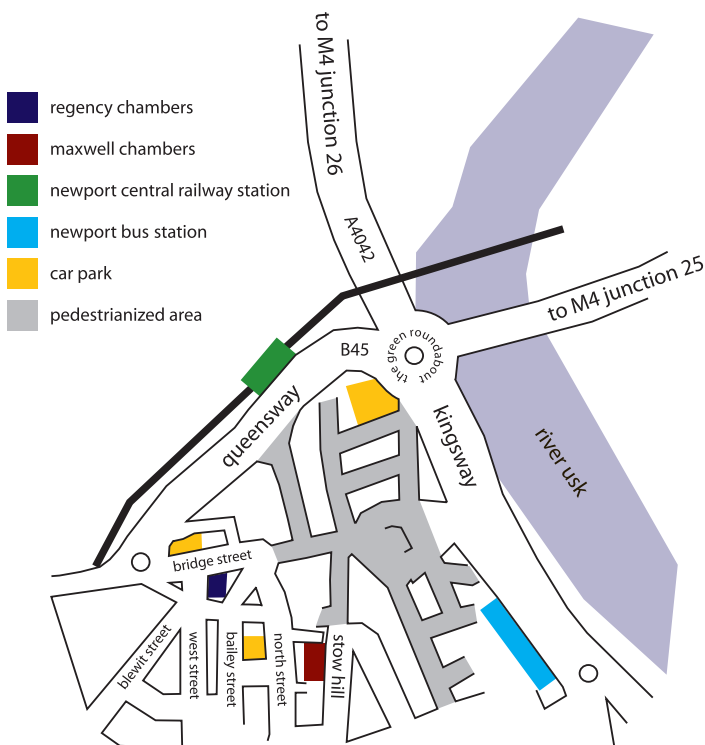 to M4 junction 26
regency chambers
maxwell chambers
newport central railway station
newport bus station
car park
pedestrianized area
A4042
to M4 junction 25
B45
the green roundabout
queensway
kingsway
river usk
bridge street
blewit street
west street
bailey street
north street
stow hill